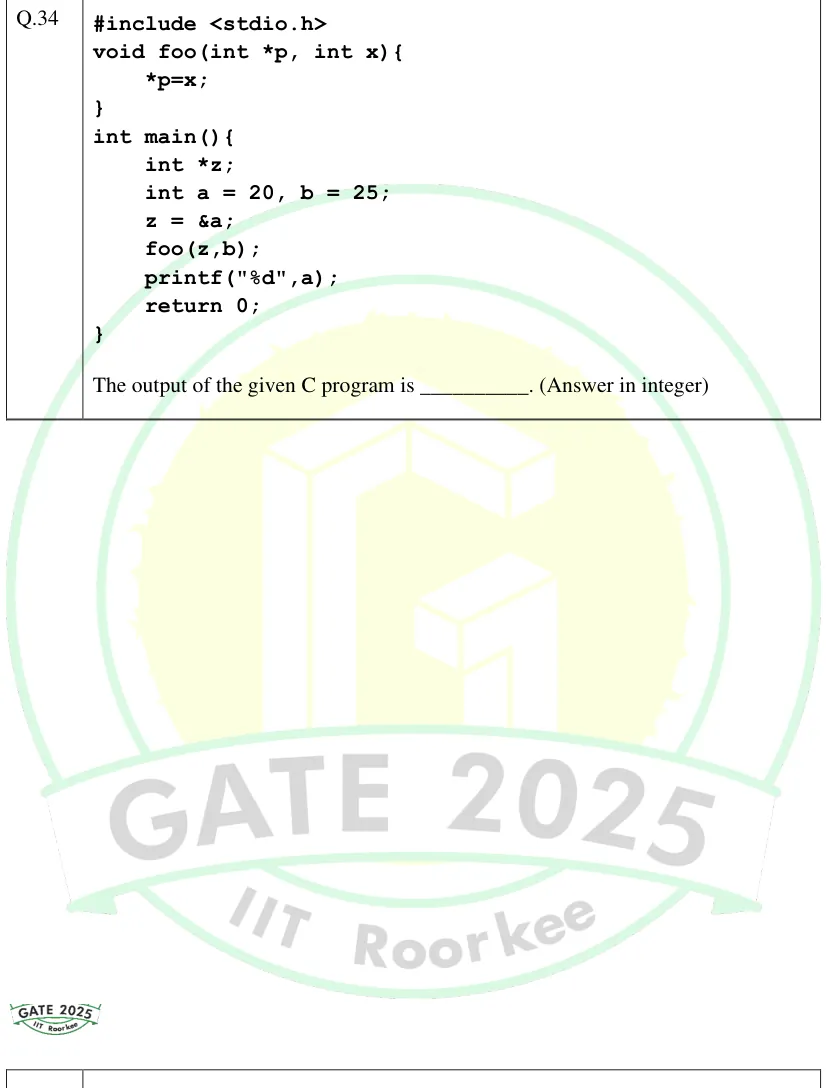 Q.34
#include <stdio.h>
void foo(int *p, int x){
    *p=x;
}
int main(){
    int *z;
    int a = 20, b = 25;
    z = &a;
    foo(z,b);
    printf("%d",a);
    return 0;
}
The output of the given C program is __________. (Answer in integer)
GATE 2025
IIT Roorkee
GATE 2025
IIT Roorkee